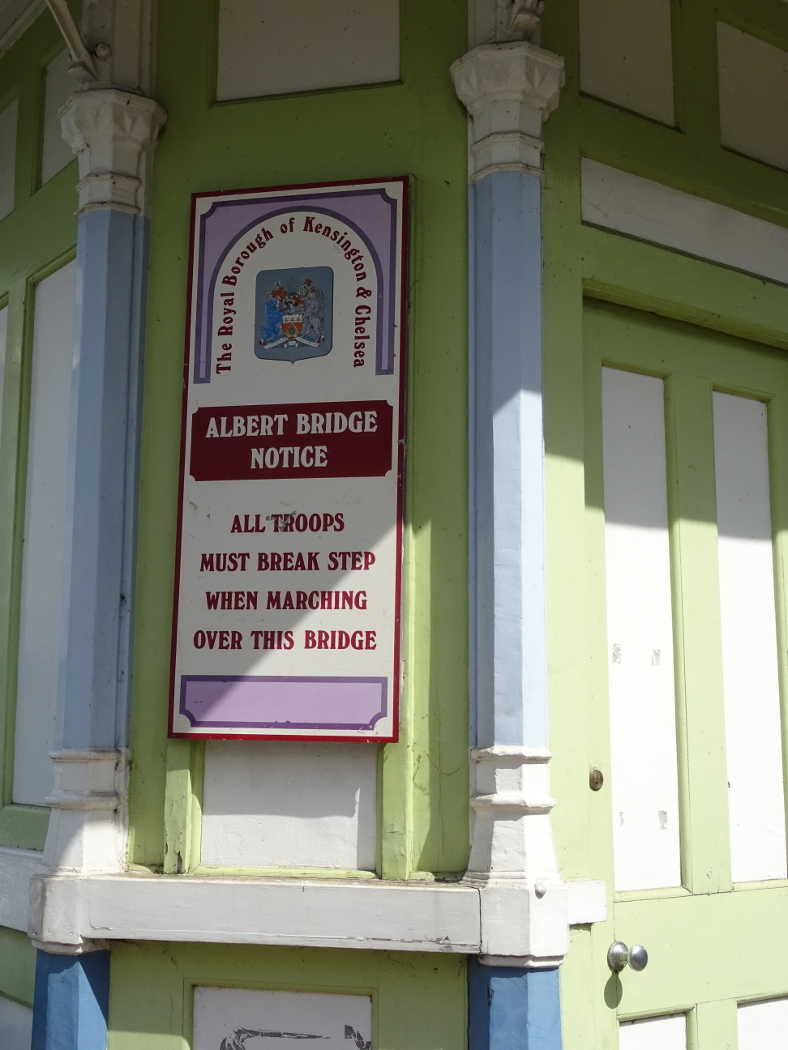 The Royal Borough of Kensington & Chelsea
ALBERT BRIDGE
NOTICE
ALL TROOPS
MUST BREAK STEP
WHEN MARCHING
OVER THIS BRIDGE